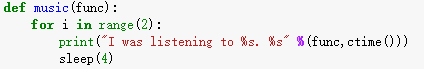 def music(func):
    for i in range(2):
        print("I was listening to %s. %s" %(func,ctime()))
        sleep(4)